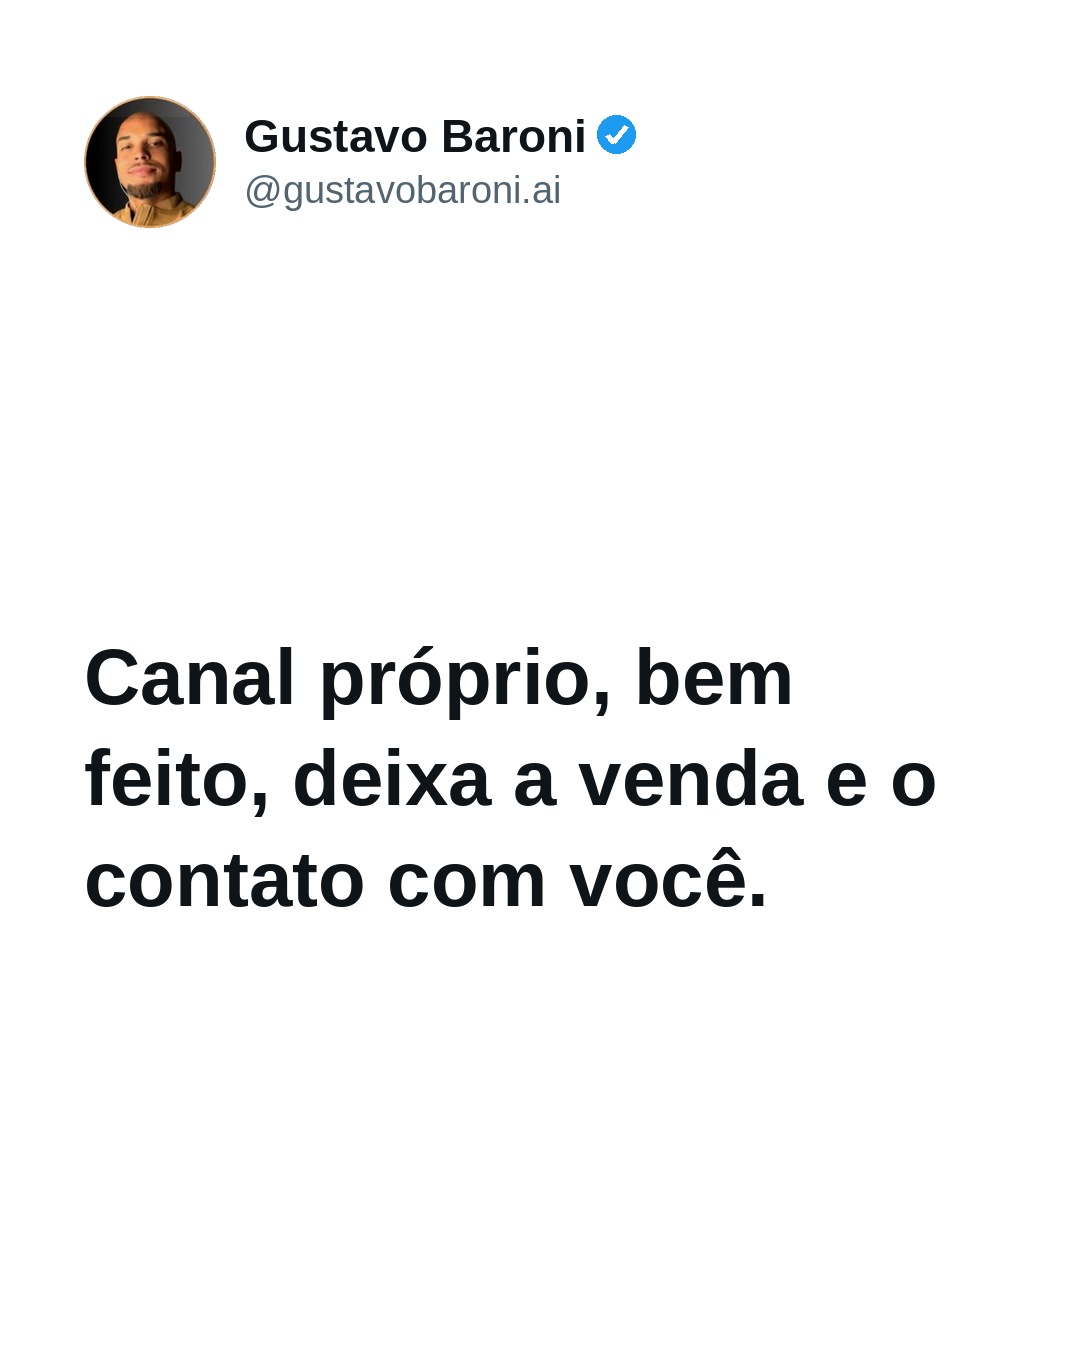 Gustavo Baroni
@gustavobaroni.ai
Canal próprio, bem
feito, deixa a venda e o
contato com você.